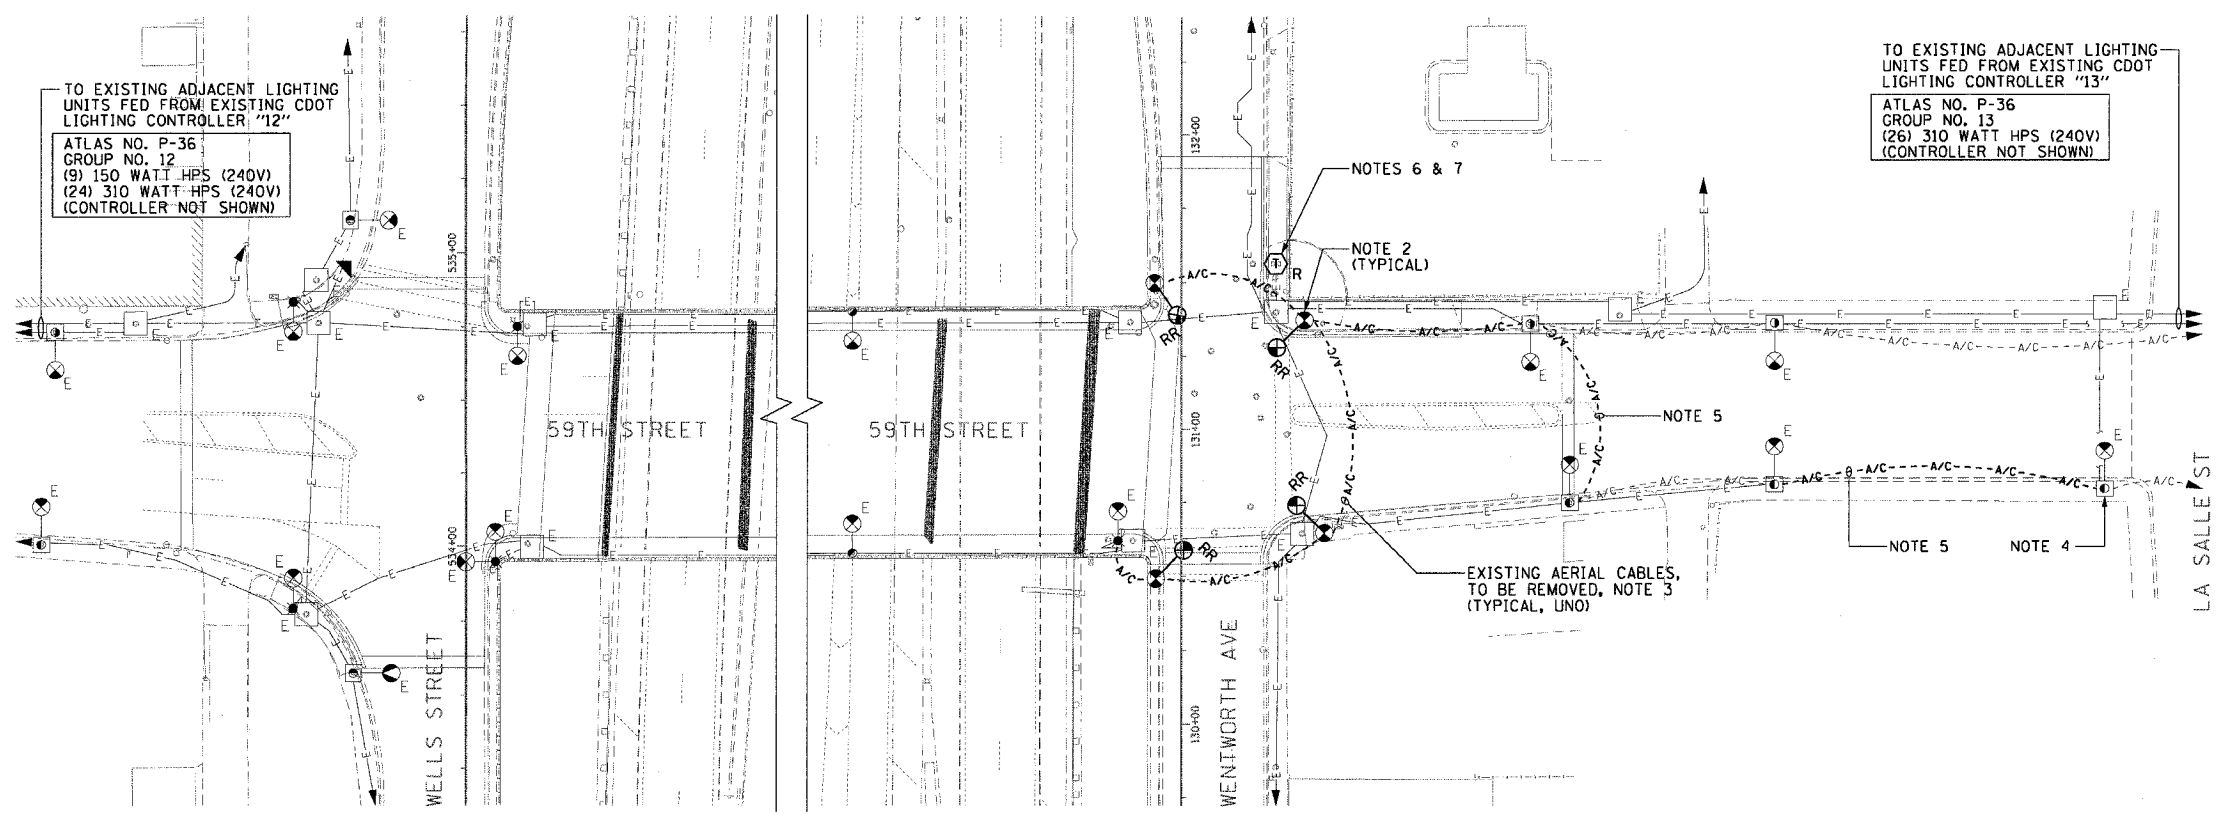 TO EXISTING ADJACENT LIGHTING
UNITS FED FROM EXISTING CDOT
LIGHTING CONTROLLER "12"
ATLAS NO. P-36
GROUP NO. 12
(9) 150 WATT HPS (240V)
(24) 310 WATT HPS (240V)
(CONTROLLER NOT SHOWN)
TO EXISTING ADJACENT LIGHTING
UNITS FED FROM EXISTING CDOT
LIGHTING CONTROLLER "13"
ATLAS NO. P-36
GROUP NO. 13
(26) 310 WATT HPS (240V)
(CONTROLLER NOT SHOWN)
NOTES 6 & 7
NOTE 2
(TYPICAL)
T
R
RR
RR
RR
RR
535+00
534+00
132+00
131+00
130+00
59TH STREET
59TH STREET
NOTE 5
NOTE 5
NOTE 4
EXISTING AERIAL CABLES,
TO BE REMOVED, NOTE 3
(TYPICAL, UNO)
WELLS STREET
WENTWORTH AVE
LA SALLE ST
E
E
E
E
E
E
E
E
E
E
E
E
A/C
A/C
A/C
A/C
A/C
A/C
A/C
A/C
A/C
A/C